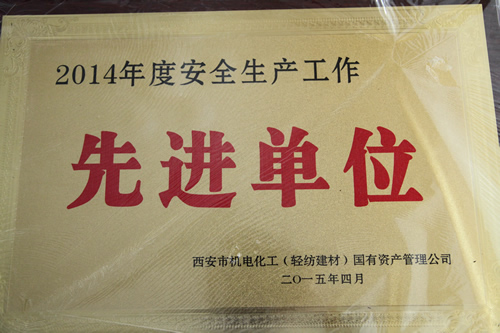 2014年度安全生产工作
先进单位
西安市机电化工（轻纺建材）国有资产管理公司
二〇一五年四月